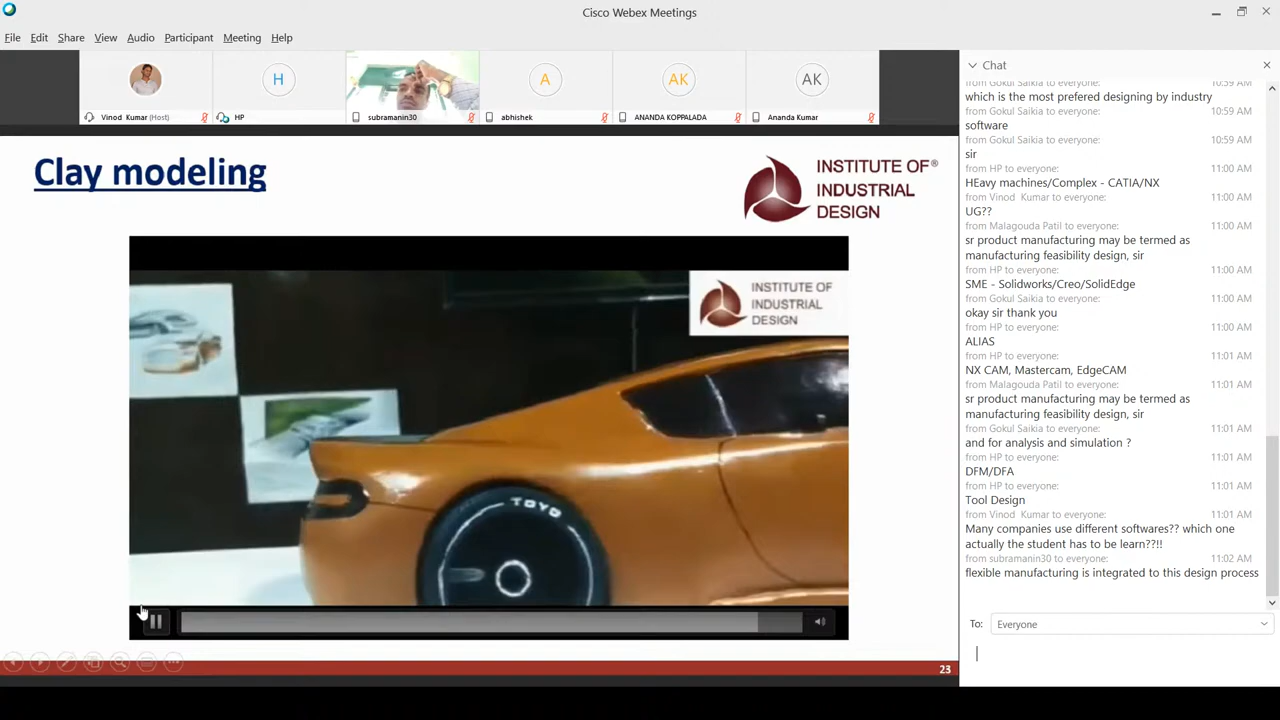 Cisco Webex Meetings
File Edit Share View Audio Participant Meeting Help
H
A
AK
AK
Vinod Kumar (Host)
HP
subramanin30
abhishek
ANANDA KOPPALADA
Ananda Kumar
Clay modeling
INSTITUTE OF®
INDUSTRIAL
DESIGN
INSTITUTE OF
INDUSTRIAL
DESIGN
TOYO
23
Chat
from Gokul Saikia to everyone: 10:59 AM
which is the most prefered designing by industry
from Gokul Saikia to everyone: 10:59 AM
software
from Gokul Saikia to everyone: 10:59 AM
sir
from HP to everyone: 11:00 AM
HEavy machines/Complex - CATIA/NX
from Vinod Kumar to everyone: 11:00 AM
UG??
from Malagouda Patil to everyone: 11:00 AM
sr product manufacturing may be termed as
manufacturing feasibility design, sir
from HP to everyone: 11:00 AM
SME - Solidworks/Creo/SolidEdge
from Gokul Saikia to everyone: 11:00 AM
okay sir thank you
from HP to everyone: 11:00 AM
ALIAS
from HP to everyone: 11:01 AM
NX CAM, Mastercam, EdgeCAM
from Malagouda Patil to everyone: 11:01 AM
sr product manufacturing may be termed as
manufacturing feasibility design, sir
from Gokul Saikia to everyone: 11:01 AM
and for analysis and simulation ?
from HP to everyone: 11:01 AM
DFM/DFA
from HP to everyone: 11:01 AM
Tool Design
from Vinod Kumar to everyone: 11:01 AM
Many companies use different softwares?? which one
actually the student has to be learn??!!
from subramanin30 to everyone: 11:02 AM
flexible manufacturing is integrated to this design process
To: Everyone